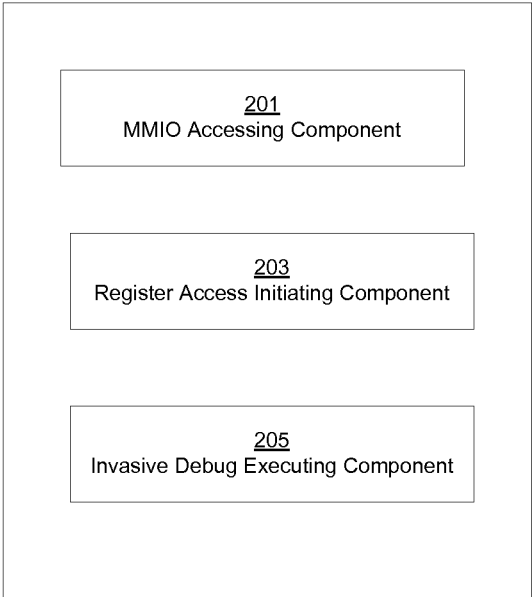 201
MMIO Accessing Component
203
Register Access Initiating Component
205
Invasive Debug Executing Component